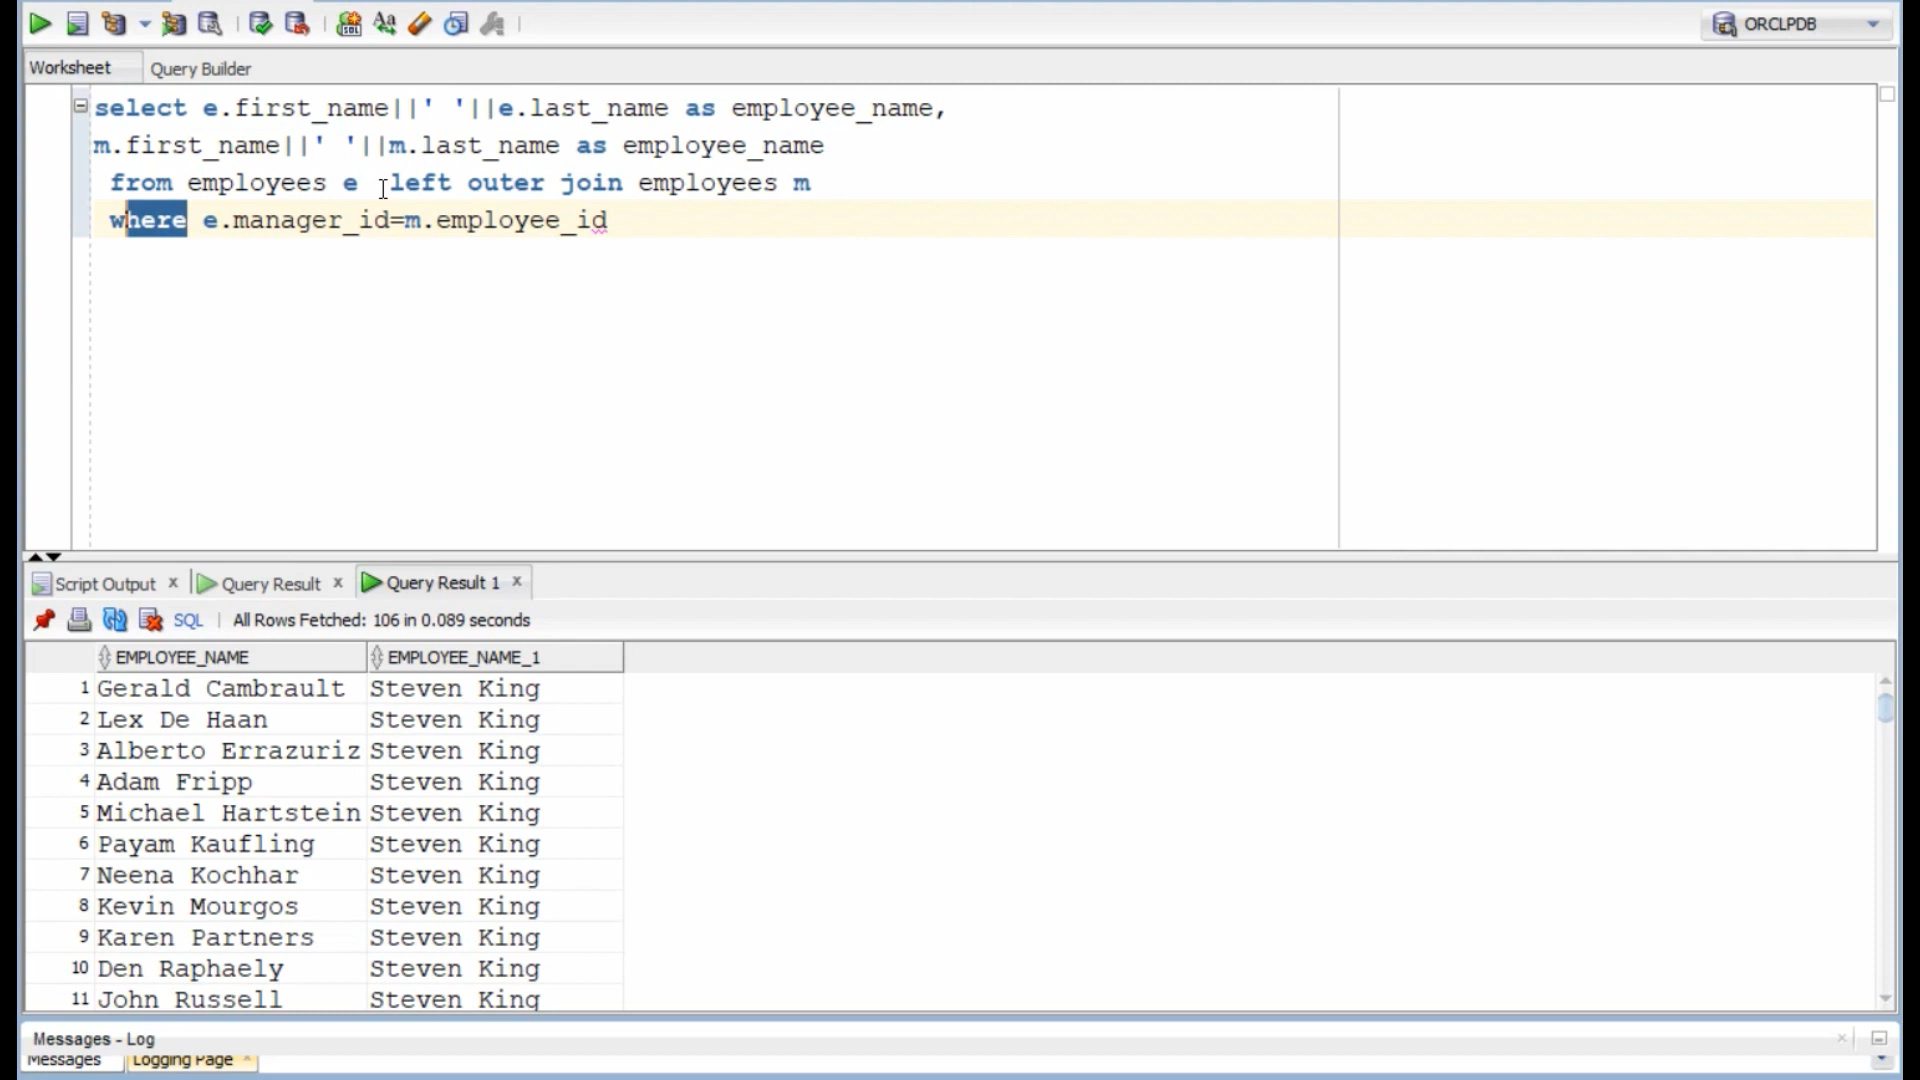 ORCLPDB
Worksheet
Query Builder
select e.first_name||' '||e.last_name as employee_name,
m.first_name||' '||m.last_name as employee_name
from employees e left outer join employees m
where e.manager_id=m.employee_id
Script Output
Query Result
Query Result 1
SQL
All Rows Fetched: 106 in 0.089 seconds
EMPLOYEE_NAME EMPLOYEE_NAME_1
1 Gerald Cambrault Steven King
2 Lex De Haan Steven King
3 Alberto Errazuriz Steven King
4 Adam Fripp Steven King
5 Michael Hartstein Steven King
6 Payam Kaufling Steven King
7 Neena Kochhar Steven King
8 Kevin Mourgos Steven King
9 Karen Partners Steven King
10 Den Raphaely Steven King
11 John Russell Steven King
Messages - Log
Messages
Logging Page